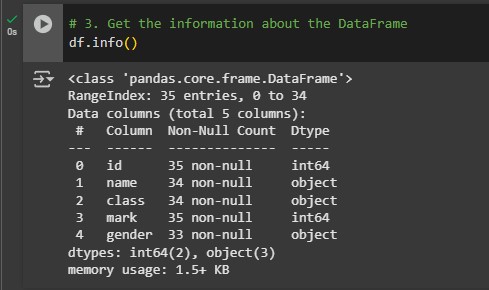 # 3. Get the information about the DataFrame
df.info()
0s
<class 'pandas.core.frame.DataFrame'>
RangeIndex: 35 entries, 0 to 34
Data columns (total 5 columns):
 #   Column  Non-Null Count  Dtype
---  ------  --------------  -----
 0   id      35 non-null     int64
 1   name    34 non-null     object
 2   class   34 non-null     object
 3   mark    35 non-null     int64
 4   gender  33 non-null     object
dtypes: int64(2), object(3)
memory usage: 1.5+ KB